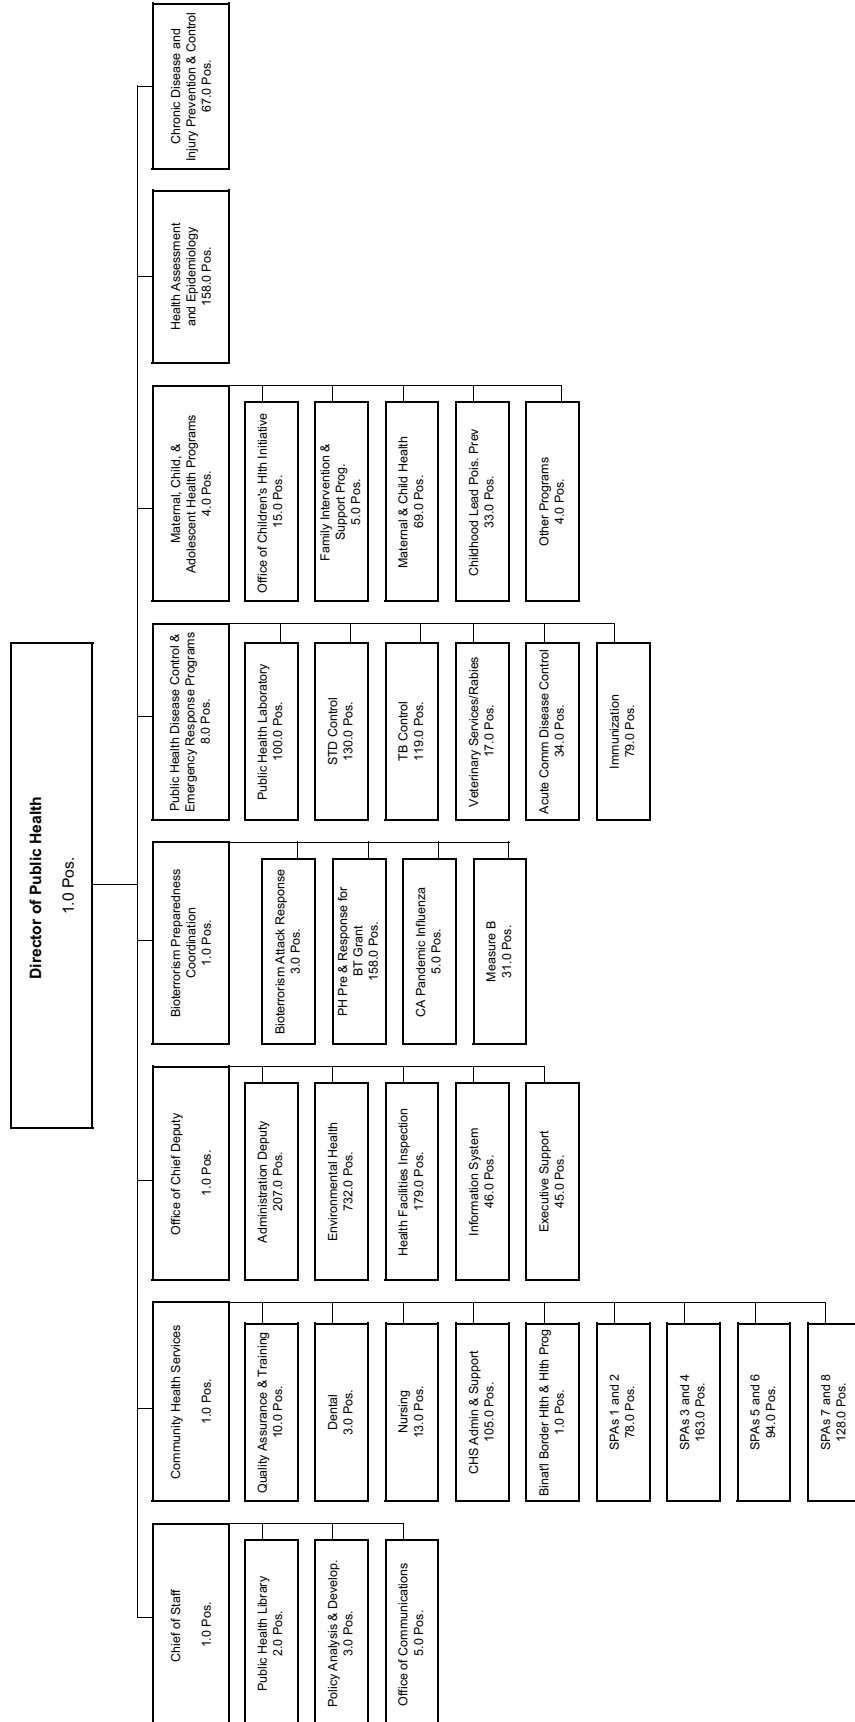 Director of Public Health
1.0 Pos.
Chief of Staff
1.0 Pos.
Public Health Library
2.0 Pos.
Policy Analysis & Develop.
3.0 Pos.
Office of Communications
5.0 Pos.
Community Health Services
1.0 Pos.
Quality Assurance & Training
10.0 Pos.
Dental
3.0 Pos.
Nursing
13.0 Pos.
CHS Admin & Support
105.0 Pos.
Binat'l Border Hlth & Hlth Prog
1.0 Pos.
SPAs 1 and 2
78.0 Pos.
SPAs 3 and 4
163.0 Pos.
SPAs 5 and 6
94.0 Pos.
SPAs 7 and 8
128.0 Pos.
Office of Chief Deputy
1.0 Pos.
Administration Deputy
207.0 Pos.
Environmental Health
732.0 Pos.
Health Facilities Inspection
179.0 Pos.
Information System
46.0 Pos.
Executive Support
45.0 Pos.
Bioterrorism Preparedness
Coordination
1.0 Pos.
Bioterrorism Attack Response
3.0 Pos.
PH Pre & Response for
BT Grant
158.0 Pos.
CA Pandemic Influenza
5.0 Pos.
Measure B
31.0 Pos.
Public Health Disease Control &
Emergency Response Programs
8.0 Pos.
Public Health Laboratory
100.0 Pos.
STD Control
130.0 Pos.
TB Control
119.0 Pos.
Veterinary Services/Rabies
17.0 Pos.
Acute Comm Disease Control
34.0 Pos.
Immunization
79.0 Pos.
Maternal, Child, &
Adolescent Health Programs
4.0 Pos.
Office of Children's Hlth Initiative
15.0 Pos.
Family Intervention &
Support Prog.
5.0 Pos.
Maternal & Child Health
69.0 Pos.
Childhood Lead Pois. Prev
33.0 Pos.
Other Programs
4.0 Pos.
Health Assessment
and Epidemiology
158.0 Pos.
Chronic Disease and
Injury Prevention & Control
67.0 Pos.